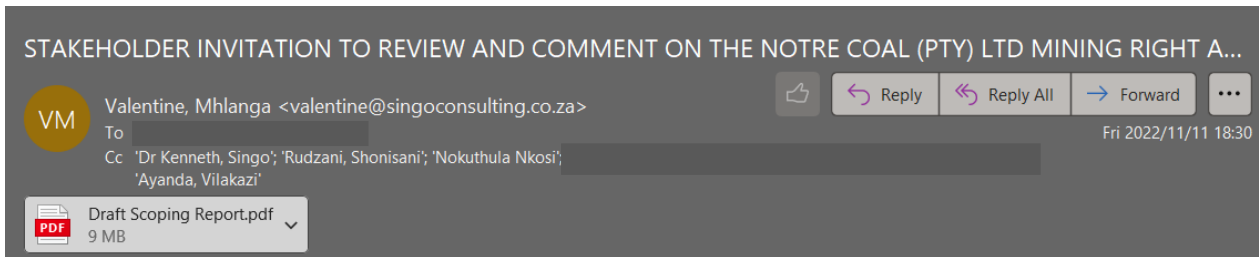 STAKEHOLDER INVITATION TO REVIEW AND COMMENT ON THE NOTRE COAL (PTY) LTD MINING RIGHT A...
VM
Valentine, Mhlanga <valentine@singoconsulting.co.za>
Reply
Reply All
Forward
To
Fri 2022/11/11 18:30
Cc 'Dr Kenneth, Singo'; 'Rudzani, Shonisani'; 'Nokuthula Nkosi';
'Ayanda, Vilakazi'
PDF
Draft Scoping Report.pdf
9 MB